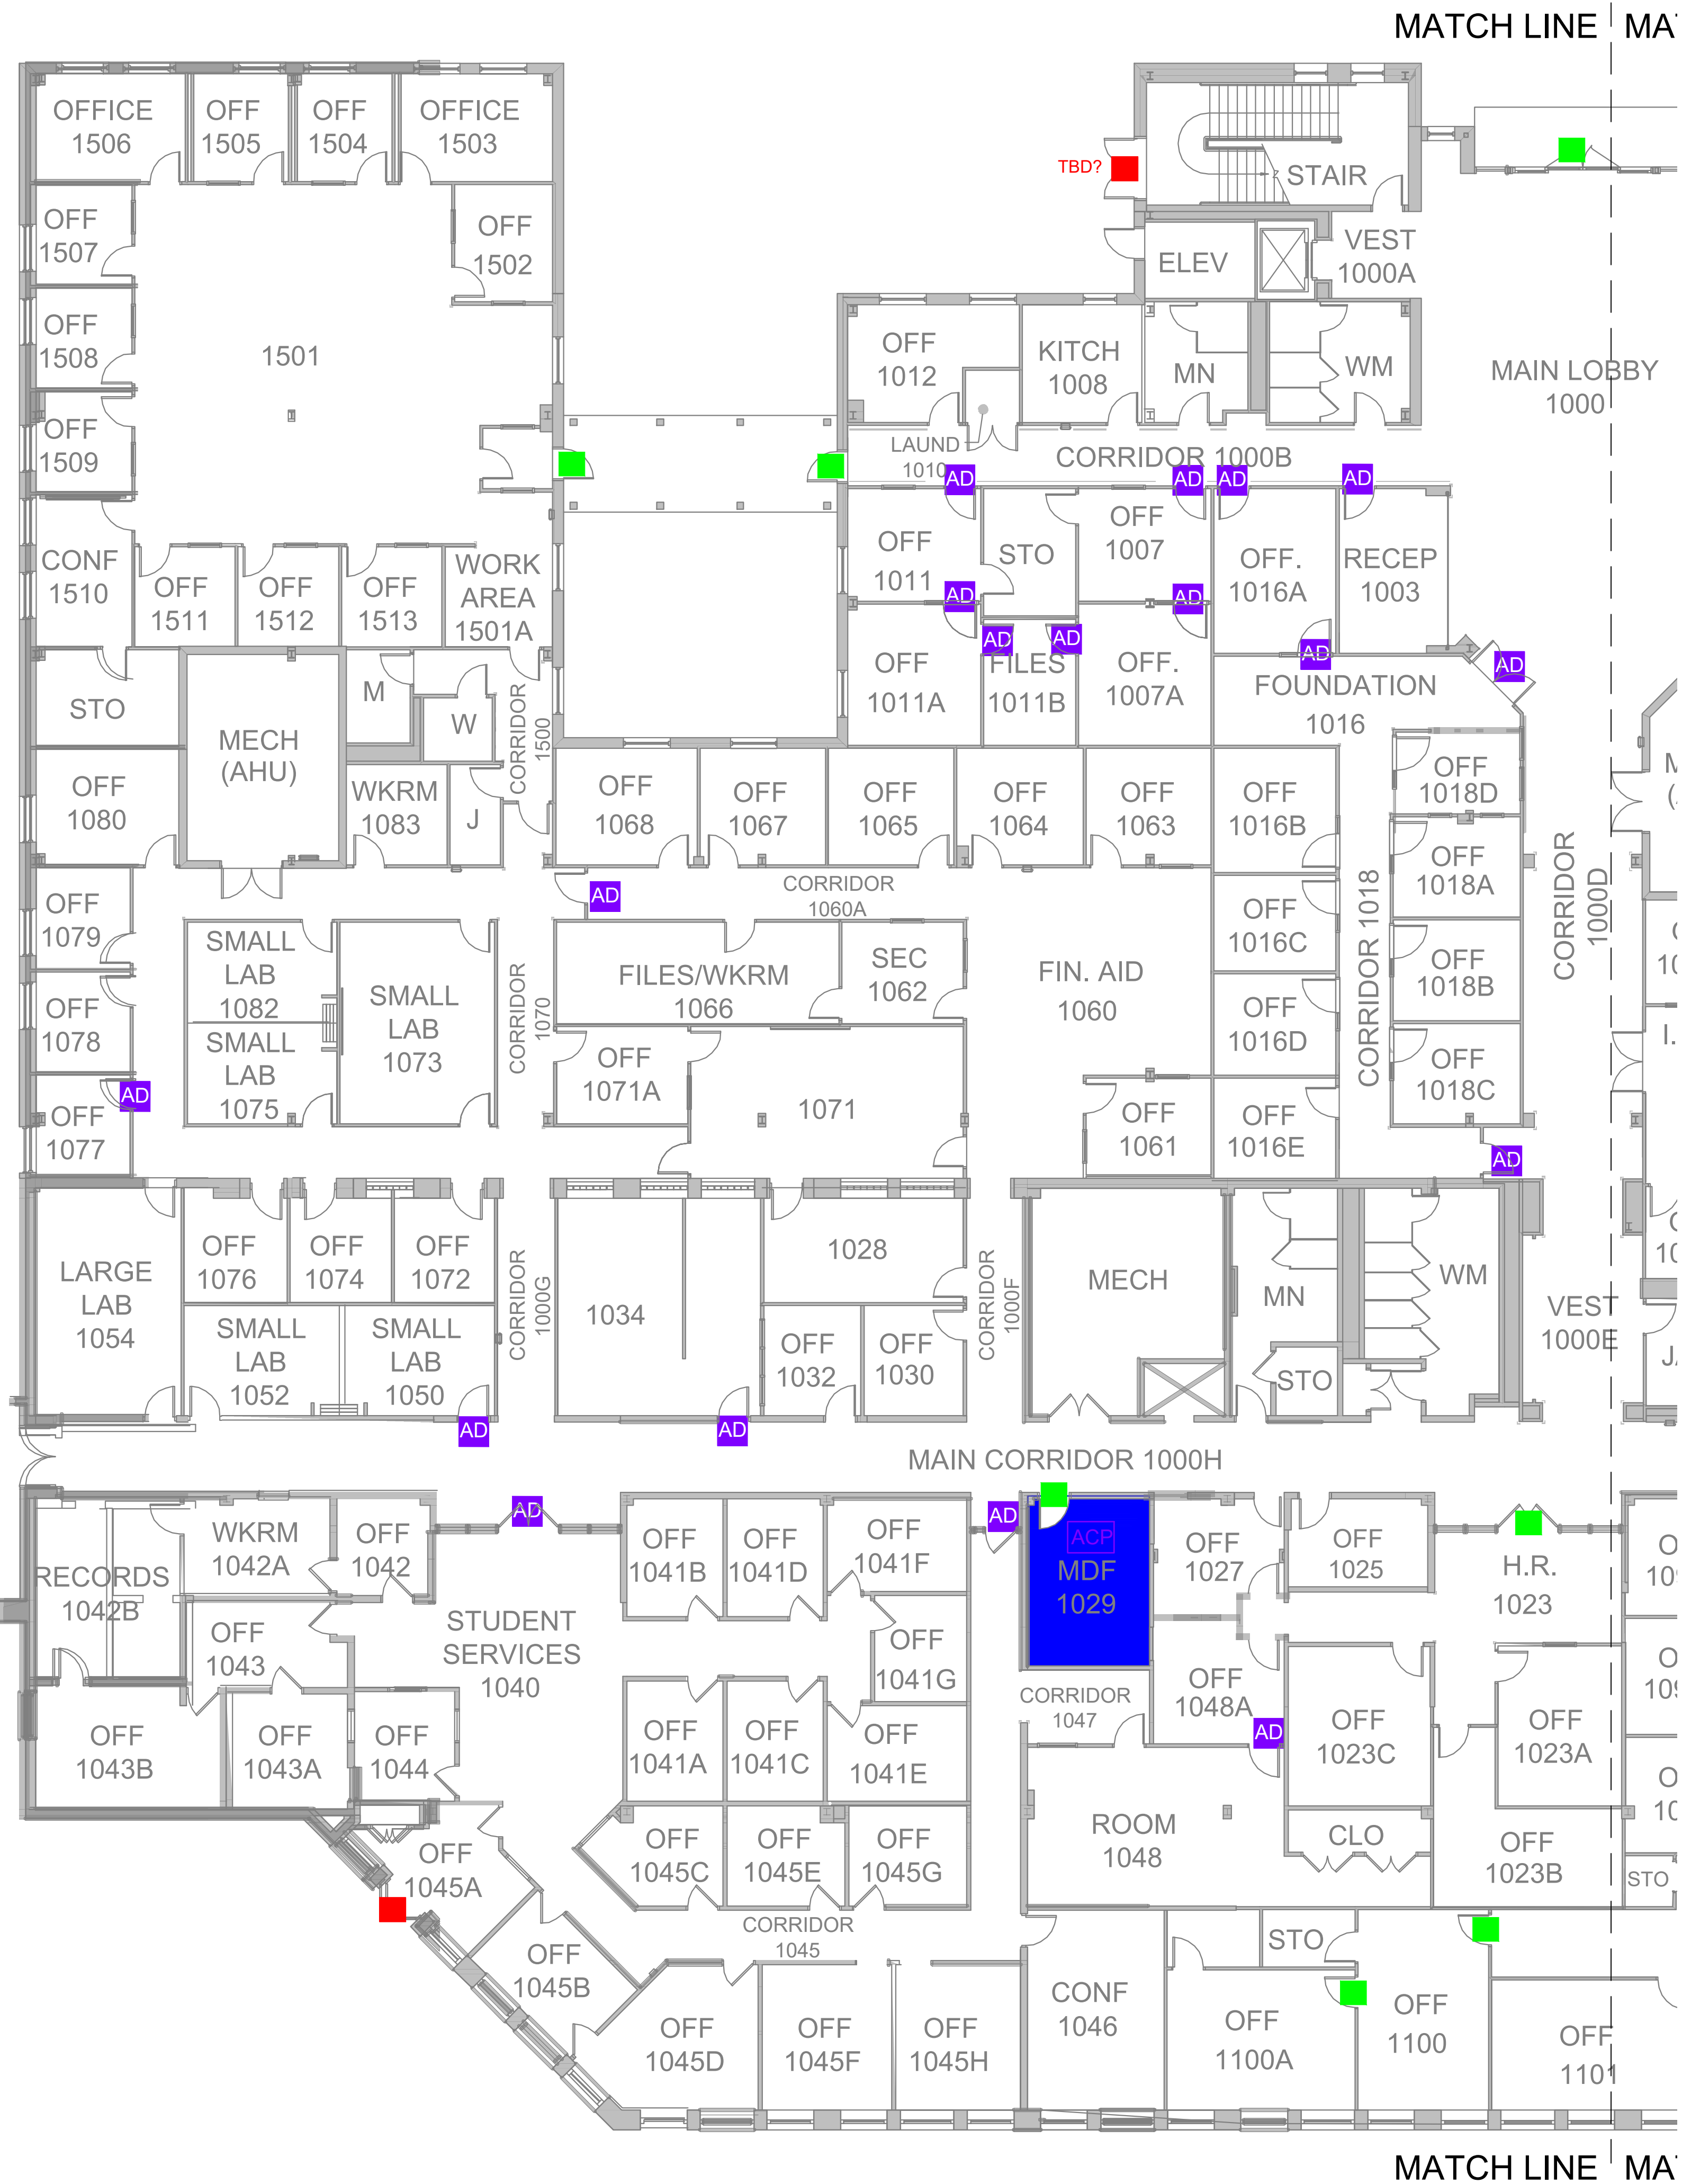 MATCH LINE
OFFICE
1506
OFF
1505
OFF
1504
OFFICE
1503
TBD?
STAIR
OFF
1507
OFF
1502
ELEV
VEST
1000A
OFF
1508
1501
OFF
1012
KITCH
1008
MN
WM
MAIN LOBBY
1000
OFF
1509
LAUND
1010
CORRIDOR 1000B
AD
AD
AD
AD
CONF
1510
OFF
1511
OFF
1512
OFF
1513
WORK
AREA
1501A
OFF
1011
STO
OFF
1007
OFF.
1016A
RECEP
1003
AD
AD
AD
AD
AD
AD
STO
MECH
(AHU)
M
W
CORRIDOR
1500
OFF
1011A
FILES
1011B
OFF.
1007A
FOUNDATION
1016
OFF
1080
WKRM
1083
J
OFF
1068
OFF
1067
OFF
1065
OFF
1064
OFF
1063
OFF
1016B
OFF
1018D
OFF
1018A
CORRIDOR
1000D
CORRIDOR 1018
OFF
1079
AD
CORRIDOR
1060A
OFF
1016C
SMALL
LAB
1082
SMALL
LAB
1073
CORRIDOR
1070
FILES/WKRM
1066
SEC
1062
FIN. AID
1060
OFF
1018B
OFF
1078
SMALL
LAB
1075
OFF
1071A
OFF
1016D
OFF
1018C
AD
OFF
1077
1071
OFF
1061
OFF
1016E
AD
LARGE
LAB
1054
OFF
1076
OFF
1074
OFF
1072
CORRIDOR
1000G
1028
CORRIDOR
1000F
MECH
MN
WM
1034
SMALL
LAB
1052
SMALL
LAB
1050
OFF
1032
OFF
1030
STO
VEST
1000E
AD
AD
MAIN CORRIDOR 1000H
AD
AD
RECORDS
1042B
WKRM
1042A
OFF
1042
OFF
1041B
OFF
1041D
OFF
1041F
ACP
MDF
1029
OFF
1027
OFF
1025
H.R.
1023
STUDENT
SERVICES
1040
OFF
1043
OFF
1041G
CORRIDOR
1047
OFF
1048A
AD
OFF
1043B
OFF
1043A
OFF
1044
OFF
1041A
OFF
1041C
OFF
1041E
OFF
1023C
OFF
1023A
OFF
1045A
OFF
1045C
OFF
1045E
OFF
1045G
ROOM
1048
CLO
OFF
1023B
STO
CORRIDOR
1045
OFF
1045B
STO
OFF
1045D
OFF
1045F
OFF
1045H
CONF
1046
OFF
1100A
OFF
1100
OFF
1101
MATCH LINE